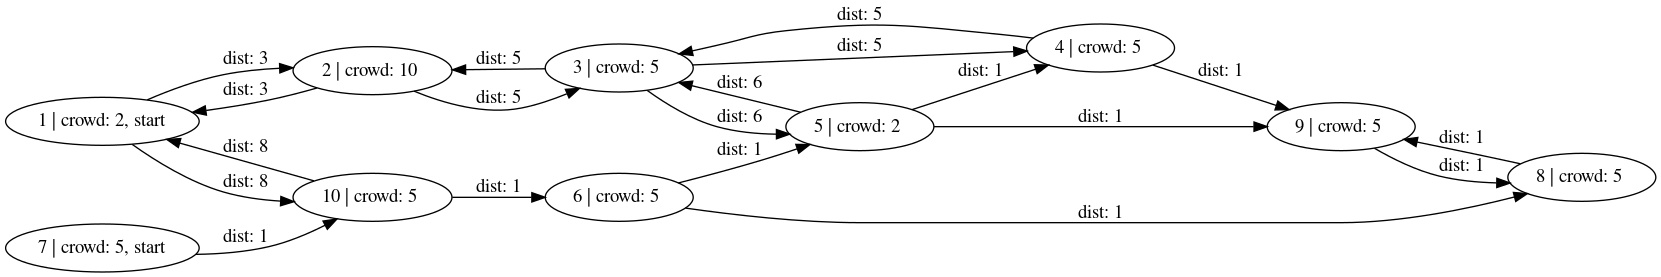 dist: 5
dist: 3
2 | crowd: 10
dist: 5
3 | crowd: 5
dist: 5
4 | crowd: 5
dist: 1
dist: 1
dist: 3
dist: 5
dist: 6
1 | crowd: 2, start
dist: 6
5 | crowd: 2
dist: 1
9 | crowd: 5
dist: 1
dist: 8
dist: 1
dist: 1
8 | crowd: 5
dist: 8
10 | crowd: 5
dist: 1
6 | crowd: 5
dist: 1
7 | crowd: 5, start
dist: 1